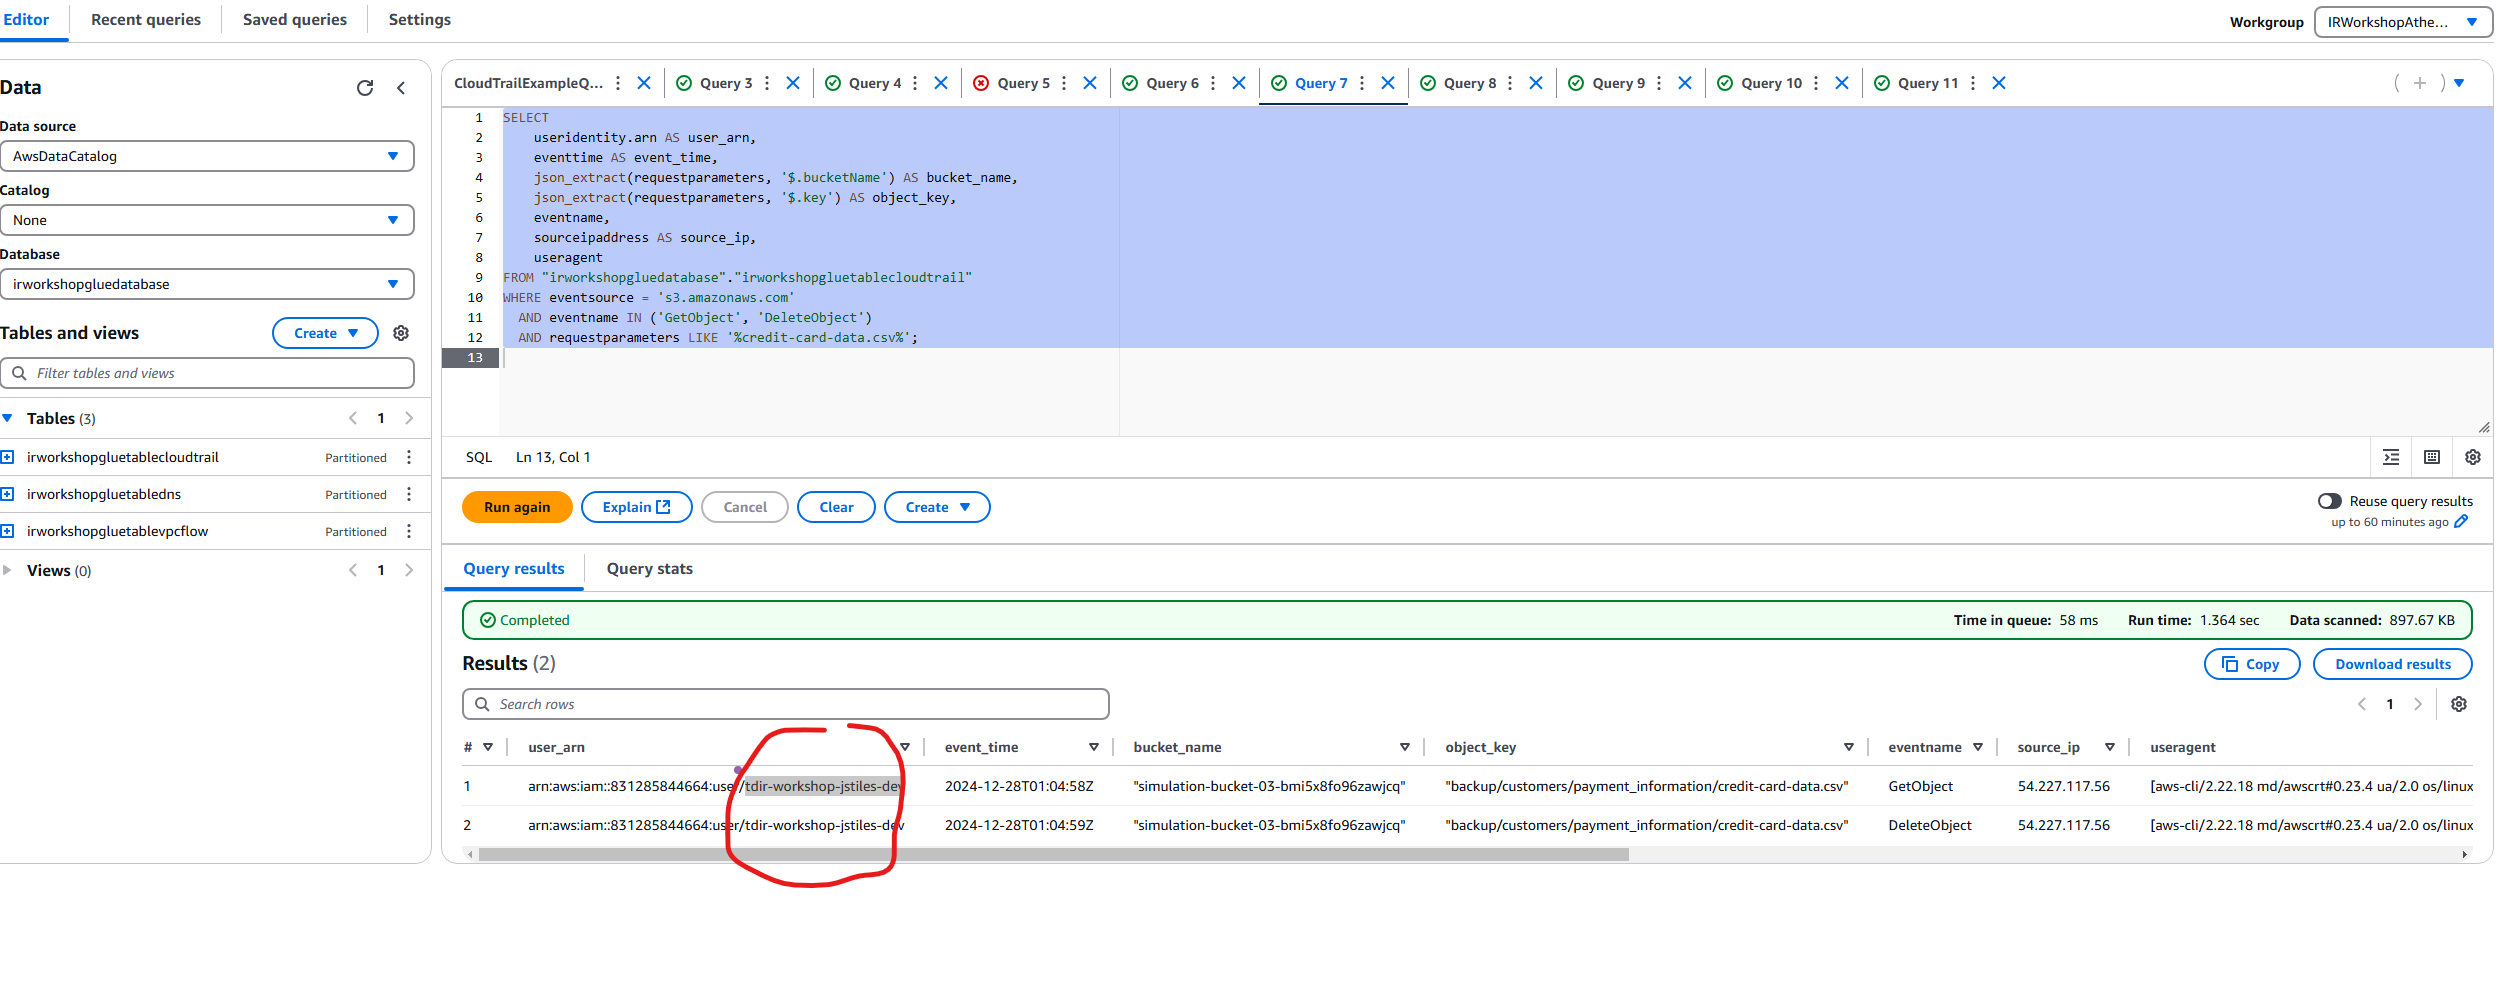 Editor Recent queries Saved queries Settings
Workgroup IRWorkshopAthe...
Data
Data source
AwsDataCatalog
Catalog
None
Database
irworkshopgluedatabase
Tables and views Create
Filter tables and views
Tables (3) 1
irworkshopgluetablecloudtrail Partitioned
irworkshopgluetabledns Partitioned
irworkshopgluetablevpcflow Partitioned
Views (0) 1
CloudTrailExampleQ... Query 3 Query 4 Query 5 Query 6 Query 7 Query 8 Query 9 Query 10 Query 11
1 SELECT
2 useridentity.arn AS user_arn,
3 eventtime AS event_time,
4 json_extract(requestparameters, '$.bucketName') AS bucket_name,
5 json_extract(requestparameters, '$.key') AS object_key,
6 eventname,
7 sourceipaddress AS source_ip,
8 useragent
9 FROM "irworkshopgluedatabase"."irworkshopgluetablecloudtrail"
10 WHERE eventsource = 's3.amazonaws.com'
11 AND eventname IN ('GetObject', 'DeleteObject')
12 AND requestparameters LIKE '%credit-card-data.csv%';
13
SQL Ln 13, Col 1
Run again Explain Cancel Clear Create
Reuse query results
up to 60 minutes ago
Query results Query stats
Completed Time in queue: 58 ms Run time: 1.364 sec Data scanned: 897.67 KB
Results (2) Copy Download results
Search rows 1
# user_arn event_time bucket_name object_key eventname source_ip useragent
1 arn:aws:iam::831285844664:user/tdir-workshop-jstiles-dev 2024-12-28T01:04:58Z "simulation-bucket-03-bmi5x8fo96zawjcq" "backup/customers/payment_information/credit-card-data.csv" GetObject 54.227.117.56 [aws-cli/2.22.18 md/awscrt#0.23.4 ua/2.0 os/linux
2 arn:aws:iam::831285844664:user/tdir-workshop-jstiles-dev 2024-12-28T01:04:59Z "simulation-bucket-03-bmi5x8fo96zawjcq" "backup/customers/payment_information/credit-card-data.csv" DeleteObject 54.227.117.56 [aws-cli/2.22.18 md/awscrt#0.23.4 ua/2.0 os/linux